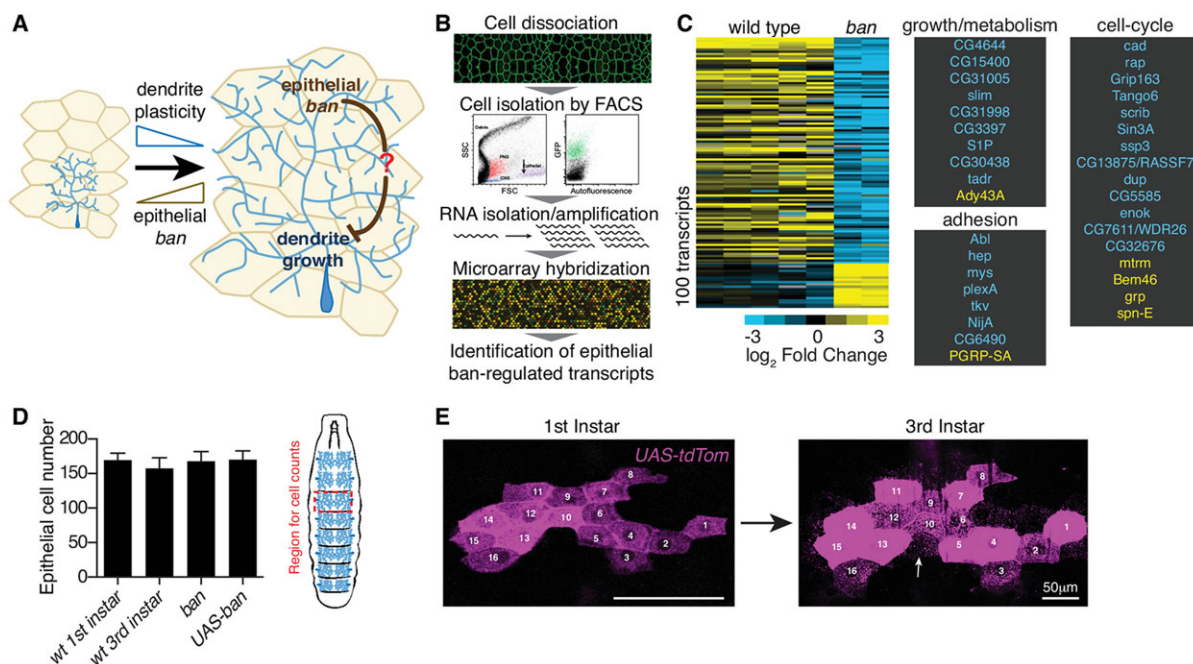 A
dendrite
plasticity
epithelial
ban
epithelial
ban
?
dendrite
growth
B
Cell dissociation
Cell isolation by FACS
Debris
PNS
CNS
Epithelial
SSC
FSC
GFP
Autofluorescence
RNA isolation/amplification
Microarray hybridization
Identification of epithelial
ban-regulated transcripts
C
wild type
ban
100 transcripts
-3
0
3
log2 Fold Change
growth/metabolism
CG4644
CG15400
CG31005
slim
CG31998
CG3397
S1P
CG30438
tadr
Ady43A
adhesion
Abl
hep
mys
plexA
tkv
NijA
CG6490
PGRP-SA
cell-cycle
cad
rap
Grip163
Tango6
scrib
Sin3A
ssp3
CG13875/RASSF7
dup
CG5585
enok
CG7611/WDR26
CG32676
mtrm
Bem46
grp
spn-E
D
Epithelial cell number
200
150
100
50
0
wt 1st instar
wt 3rd instar
ban
UAS-ban
Region for cell counts
E
1st Instar
UAS-tdTom
8
11
9
7
14
12
10
6
1
15
13
5
4
2
16
3
3rd Instar
8
11
9
7
14
12
10
6
1
15
13
5
4
2
16
3
50µm